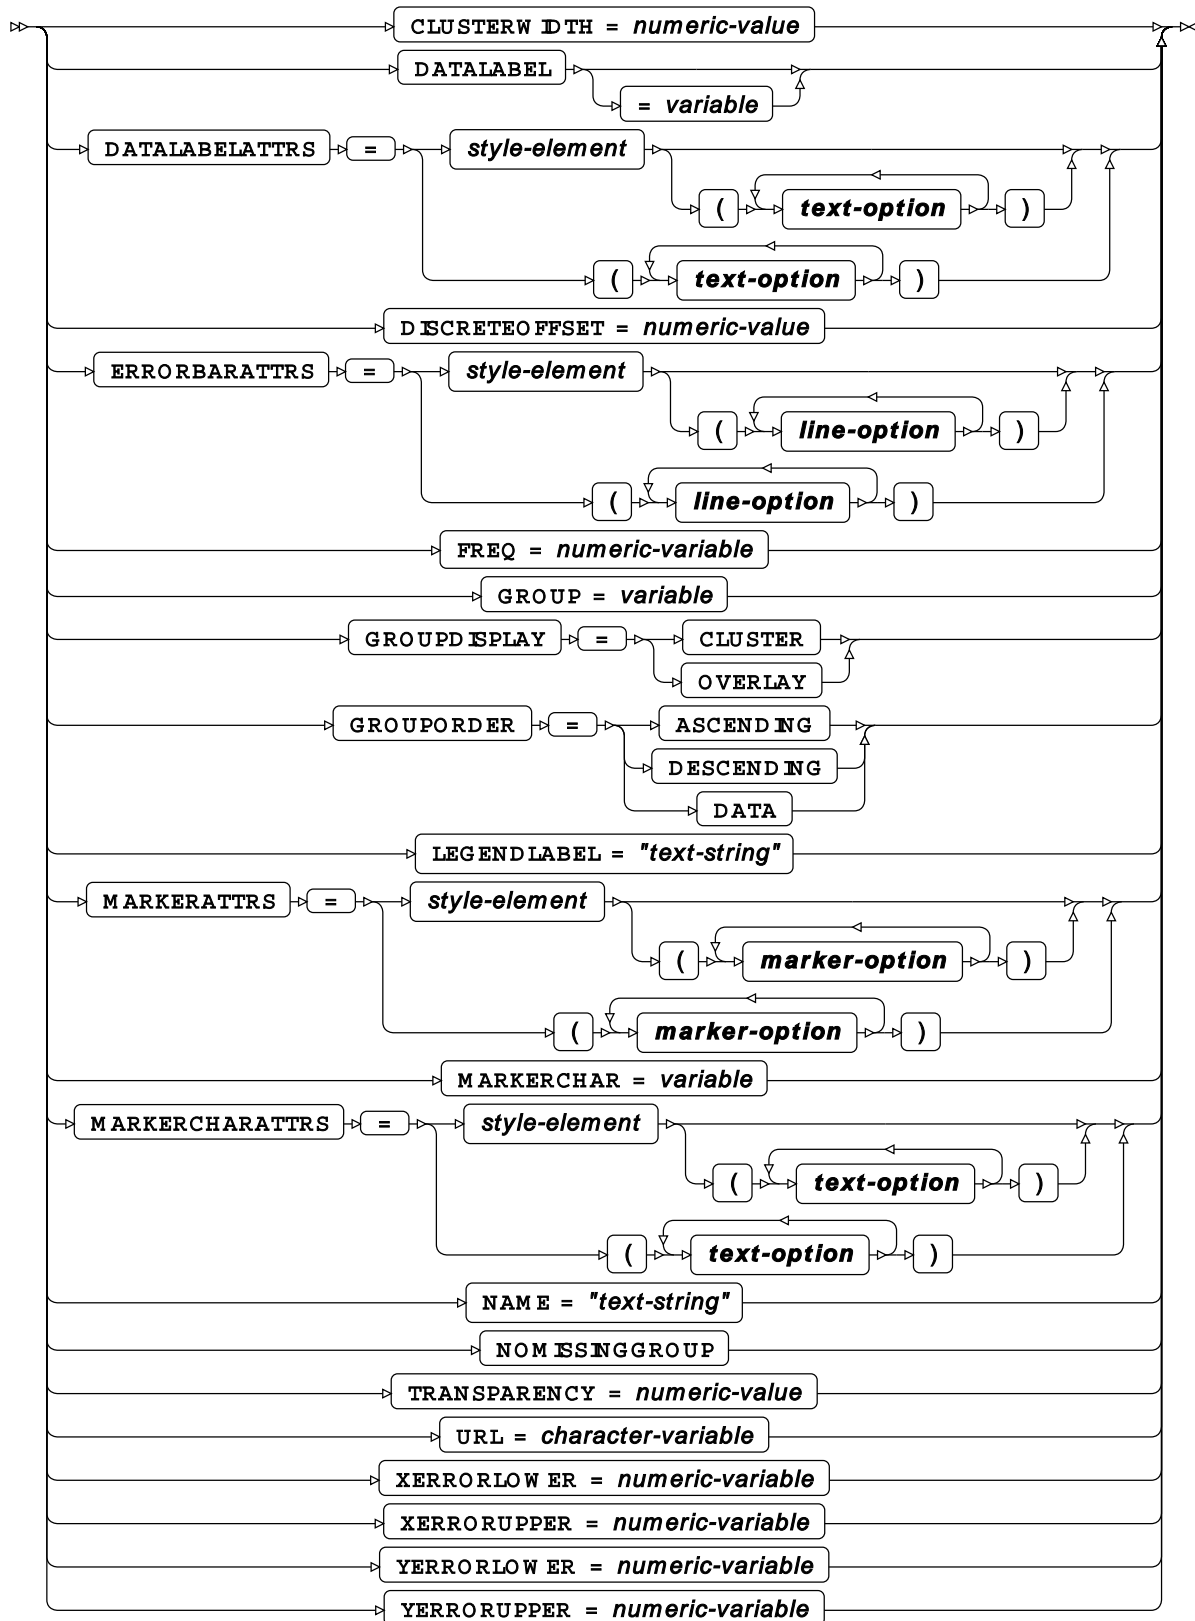 CLUSTERWIDTH = numeric-value
DATALABEL
= variable
DATALABELATTRS = style-element
( text-option )
( text-option )
DISCRETEOFFSET = numeric-value
ERRORBARATTRS = style-element
( line-option )
( line-option )
FREQ = numeric-variable
GROUP = variable
GROUPDISPLAY = CLUSTER
OVERLAY
GROUPORDER = ASCENDING
DESCENDING
DATA
LEGENDLABEL = "text-string"
MARKERATTRS = style-element
( marker-option )
( marker-option )
MARKERCHAR = variable
MARKERCHARATTRS = style-element
( text-option )
( text-option )
NAME = "text-string"
NOMISSINGGROUP
TRANSPARENCY = numeric-value
URL = character-variable
XERRORLOWER = numeric-variable
XERRORUPPER = numeric-variable
YERRORLOWER = numeric-variable
YERRORUPPER = numeric-variable